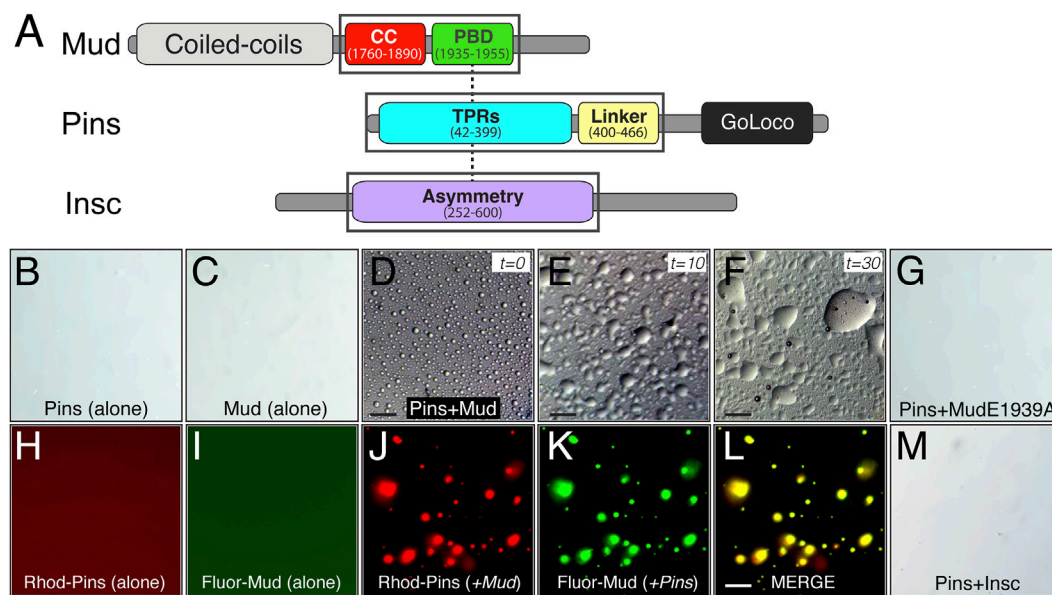 A
Mud
Coiled-coils
CC
(1760-1890)
PBD
(1935-1955)
Pins
TPRs
(42-399)
Linker
(400-466)
GoLoco
Insc
Asymmetry
(252-600)
B
Pins (alone)
C
Mud (alone)
D
t=0
Pins+Mud
E
t=10
F
t=30
G
Pins+MudE1939A
H
Rhod-Pins (alone)
I
Fluor-Mud (alone)
J
Rhod-Pins (+Mud)
K
Fluor-Mud (+Pins)
L
MERGE
M
Pins+Insc